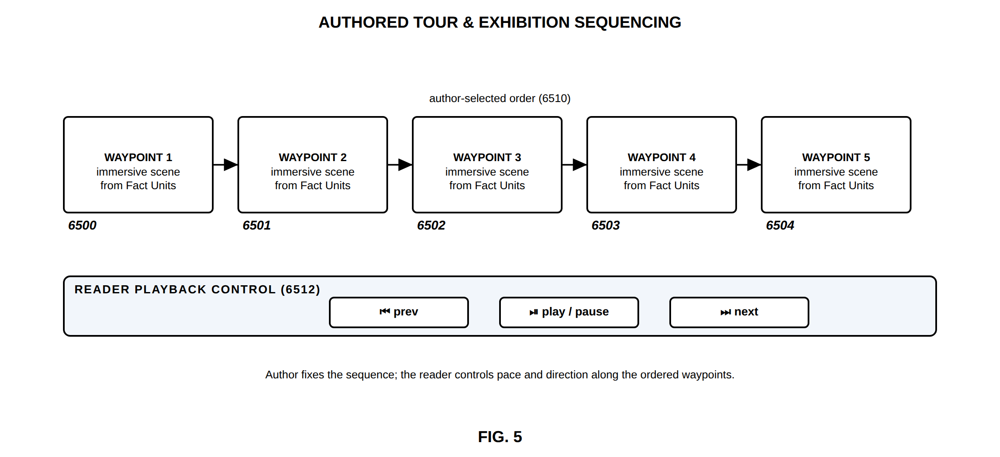 AUTHORED TOUR & EXHIBITION SEQUENCING
author-selected order (6510)
WAYPOINT 1
immersive scene
from Fact Units
WAYPOINT 2
immersive scene
from Fact Units
WAYPOINT 3
immersive scene
from Fact Units
WAYPOINT 4
immersive scene
from Fact Units
WAYPOINT 5
immersive scene
from Fact Units
6500
6501
6502
6503
6504
READER PLAYBACK CONTROL (6512)
⏮ prev
⏯ play / pause
⏭ next
Author fixes the sequence; the reader controls pace and direction along the ordered waypoints.
FIG. 5